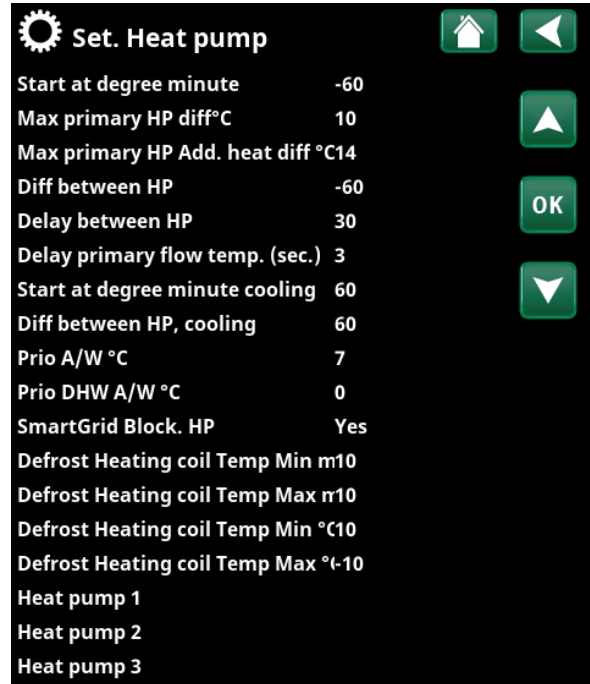 Set. Heat pump
Start at degree minute -60
Max primary HP diff°C 10
Max primary HP Add. heat diff °C14
Diff between HP -60
OK
Delay between HP 30
Delay primary flow temp. (sec.) 3
Start at degree minute cooling 60
Diff between HP, cooling 60
Prio A/W °C 7
Prio DHW A/W °C 0
SmartGrid Block. HP Yes
Defrost Heating coil Temp Min m10
Defrost Heating coil Temp Max m10
Defrost Heating coil Temp Min °C10
Defrost Heating coil Temp Max °(-10
Heat pump 1
Heat pump 2
Heat pump 3